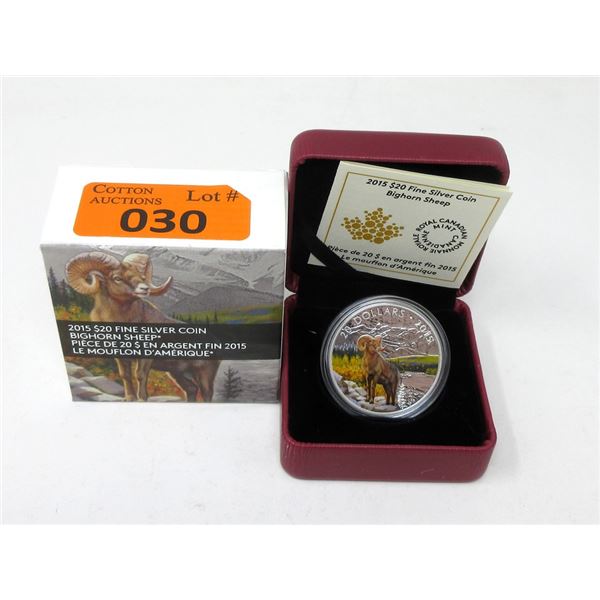 COTTON
AUCTIONS
Lot #
030
2015 $20 FINE SILVER COIN
BIGHORN SHEEP*
PIÈCE DE 20 $ EN ARGENT FIN 2015
LE MOUFLON D'AMÉRIQUE*
2015 $20 Fine Silver Coin
Bighorn Sheep
ROYAL CANADIAN MINT
MONNAIE ROYALE CANADIENNE
Pièce de 20 $ en argent fin 2015
Le mouflon d'Amérique
20 DOLLARS • 2015